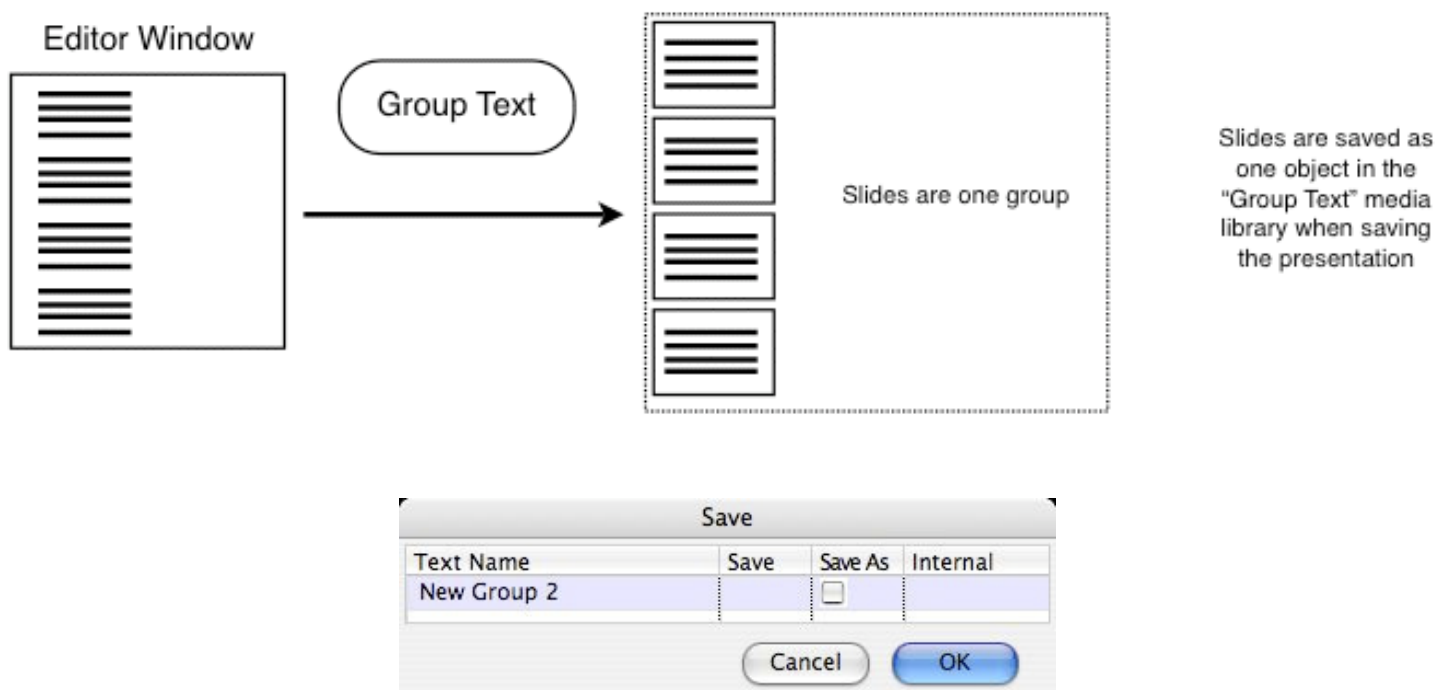 Editor Window
Group Text
Slides are one group
Slides are saved as
one object in the
“Group Text” media
library when saving
the presentation
Save
Text Name Save Save As Internal
New Group 2
Cancel OK